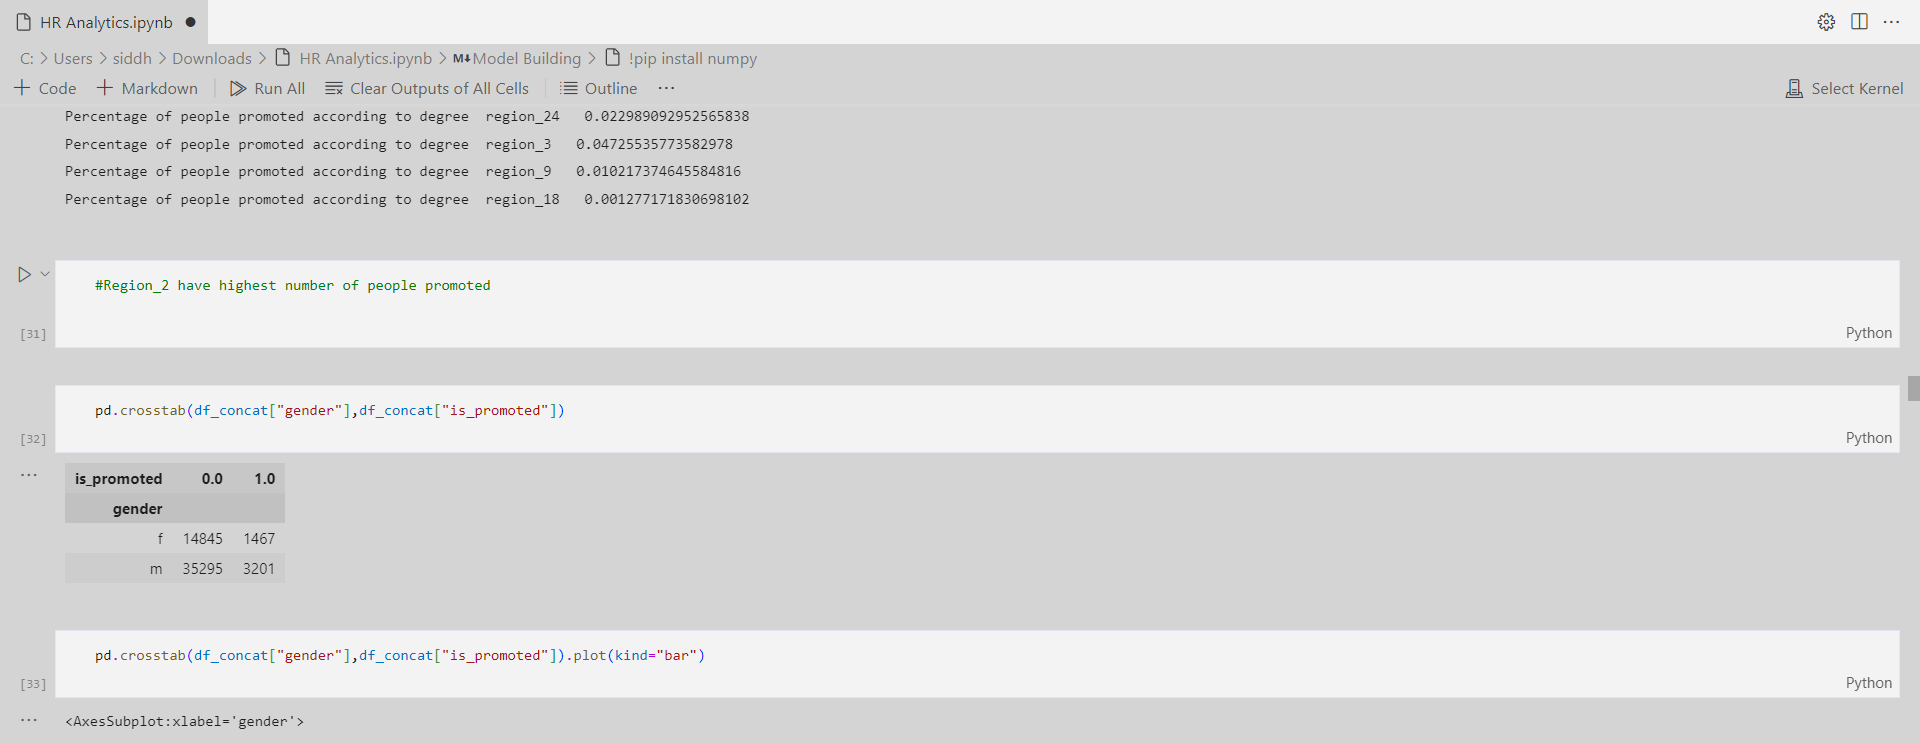 HR Analytics.ipynb
C: > Users > siddh > Downloads > HR Analytics.ipynb > M↓Model Building > !pip install numpy
+ Code + Markdown Run All Clear Outputs of All Cells Outline ... Select Kernel
Percentage of people promoted according to degree  region_24   0.022989092952565838
Percentage of people promoted according to degree  region_3   0.04725535773582978
Percentage of people promoted according to degree  region_9   0.010217374645584816
Percentage of people promoted according to degree  region_18   0.001277171830698102
#Region_2 have highest number of people promoted
[31] Python
pd.crosstab(df_concat["gender"],df_concat["is_promoted"])
[32] Python
is_promoted 0.0 1.0
gender
f 14845 1467
m 35295 3201
pd.crosstab(df_concat["gender"],df_concat["is_promoted"]).plot(kind="bar")
[33] Python
<AxesSubplot:xlabel='gender'>